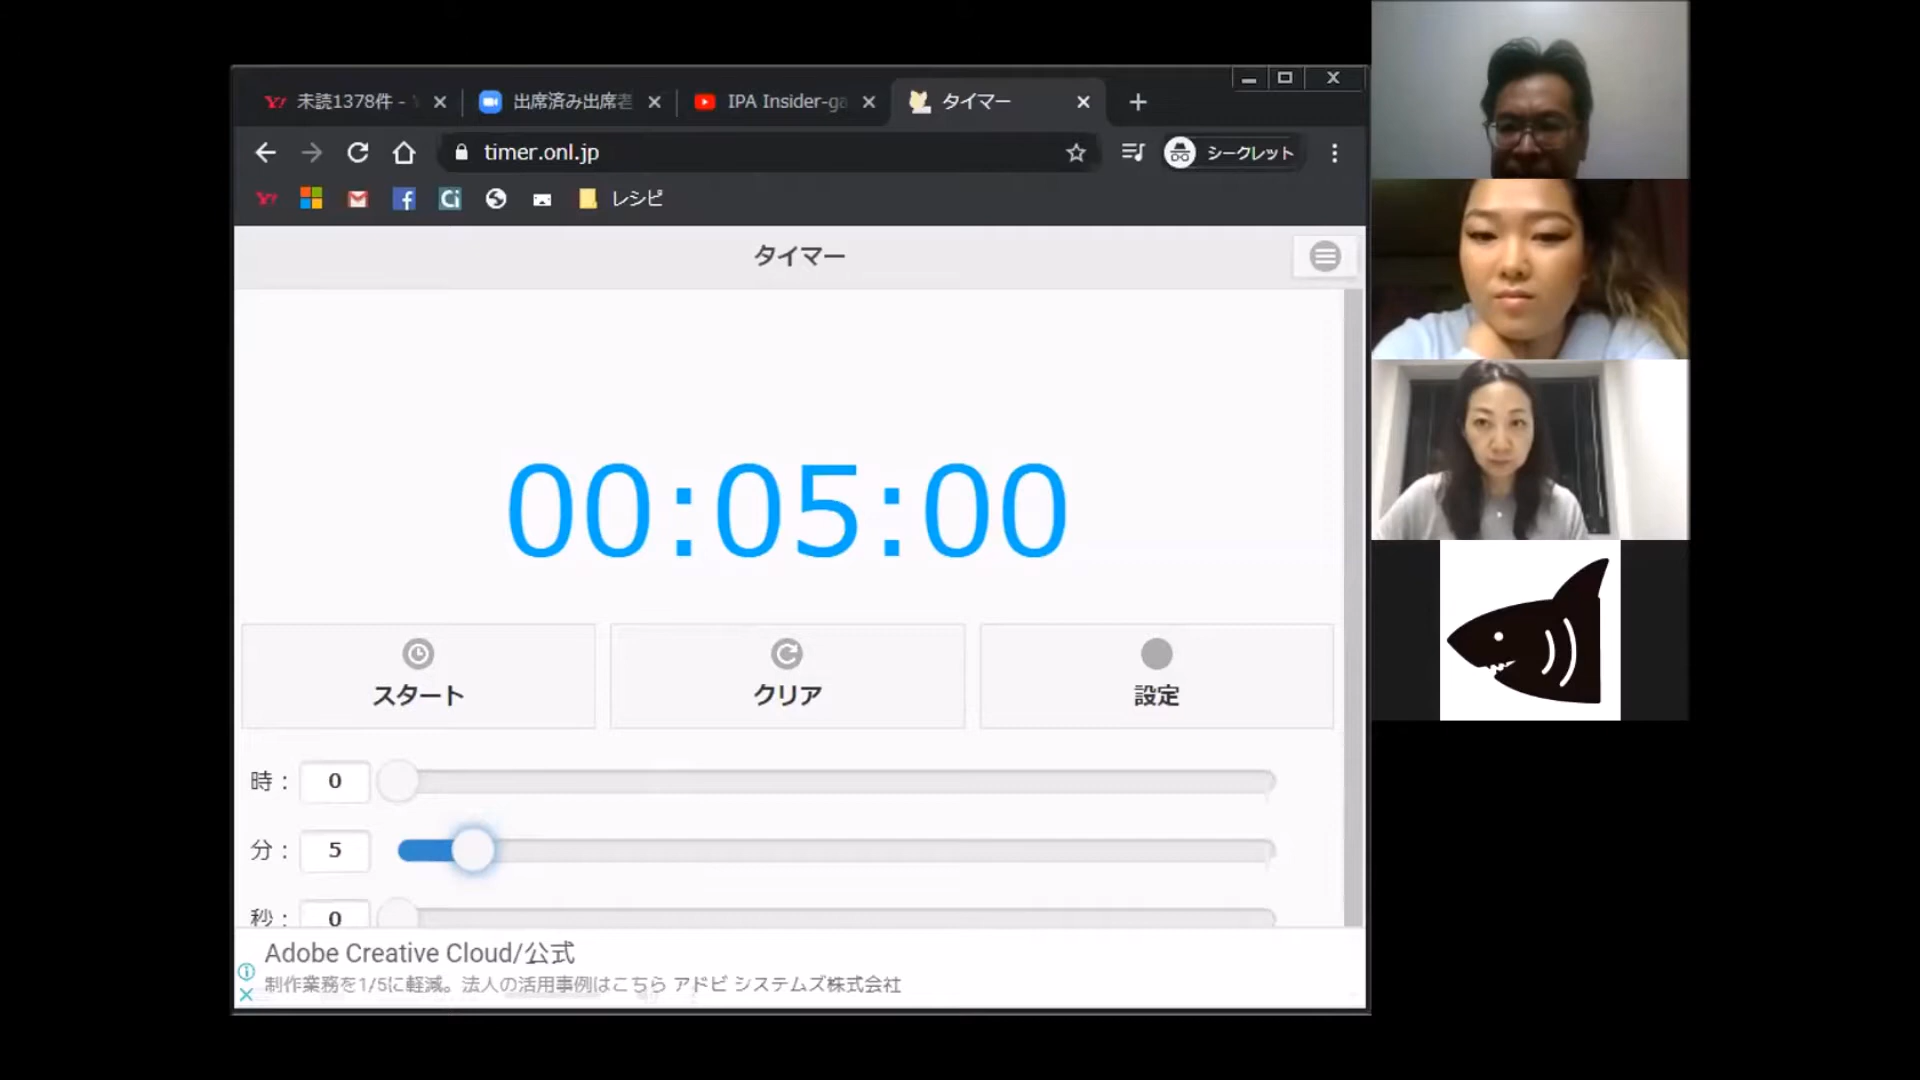 未読1378件 -
出席済み出席者
IPA Insider-ga
タイマー
timer.onl.jp
シークレット
Y!
f
Ci
レシピ
タイマー
00:05:00
スタート
クリア
設定
時 : 0
分 : 5
秒 : 0
Adobe Creative Cloud/公式
制作業務を1/5に軽減。法人の活用事例はこちら アドビ システムズ株式会社